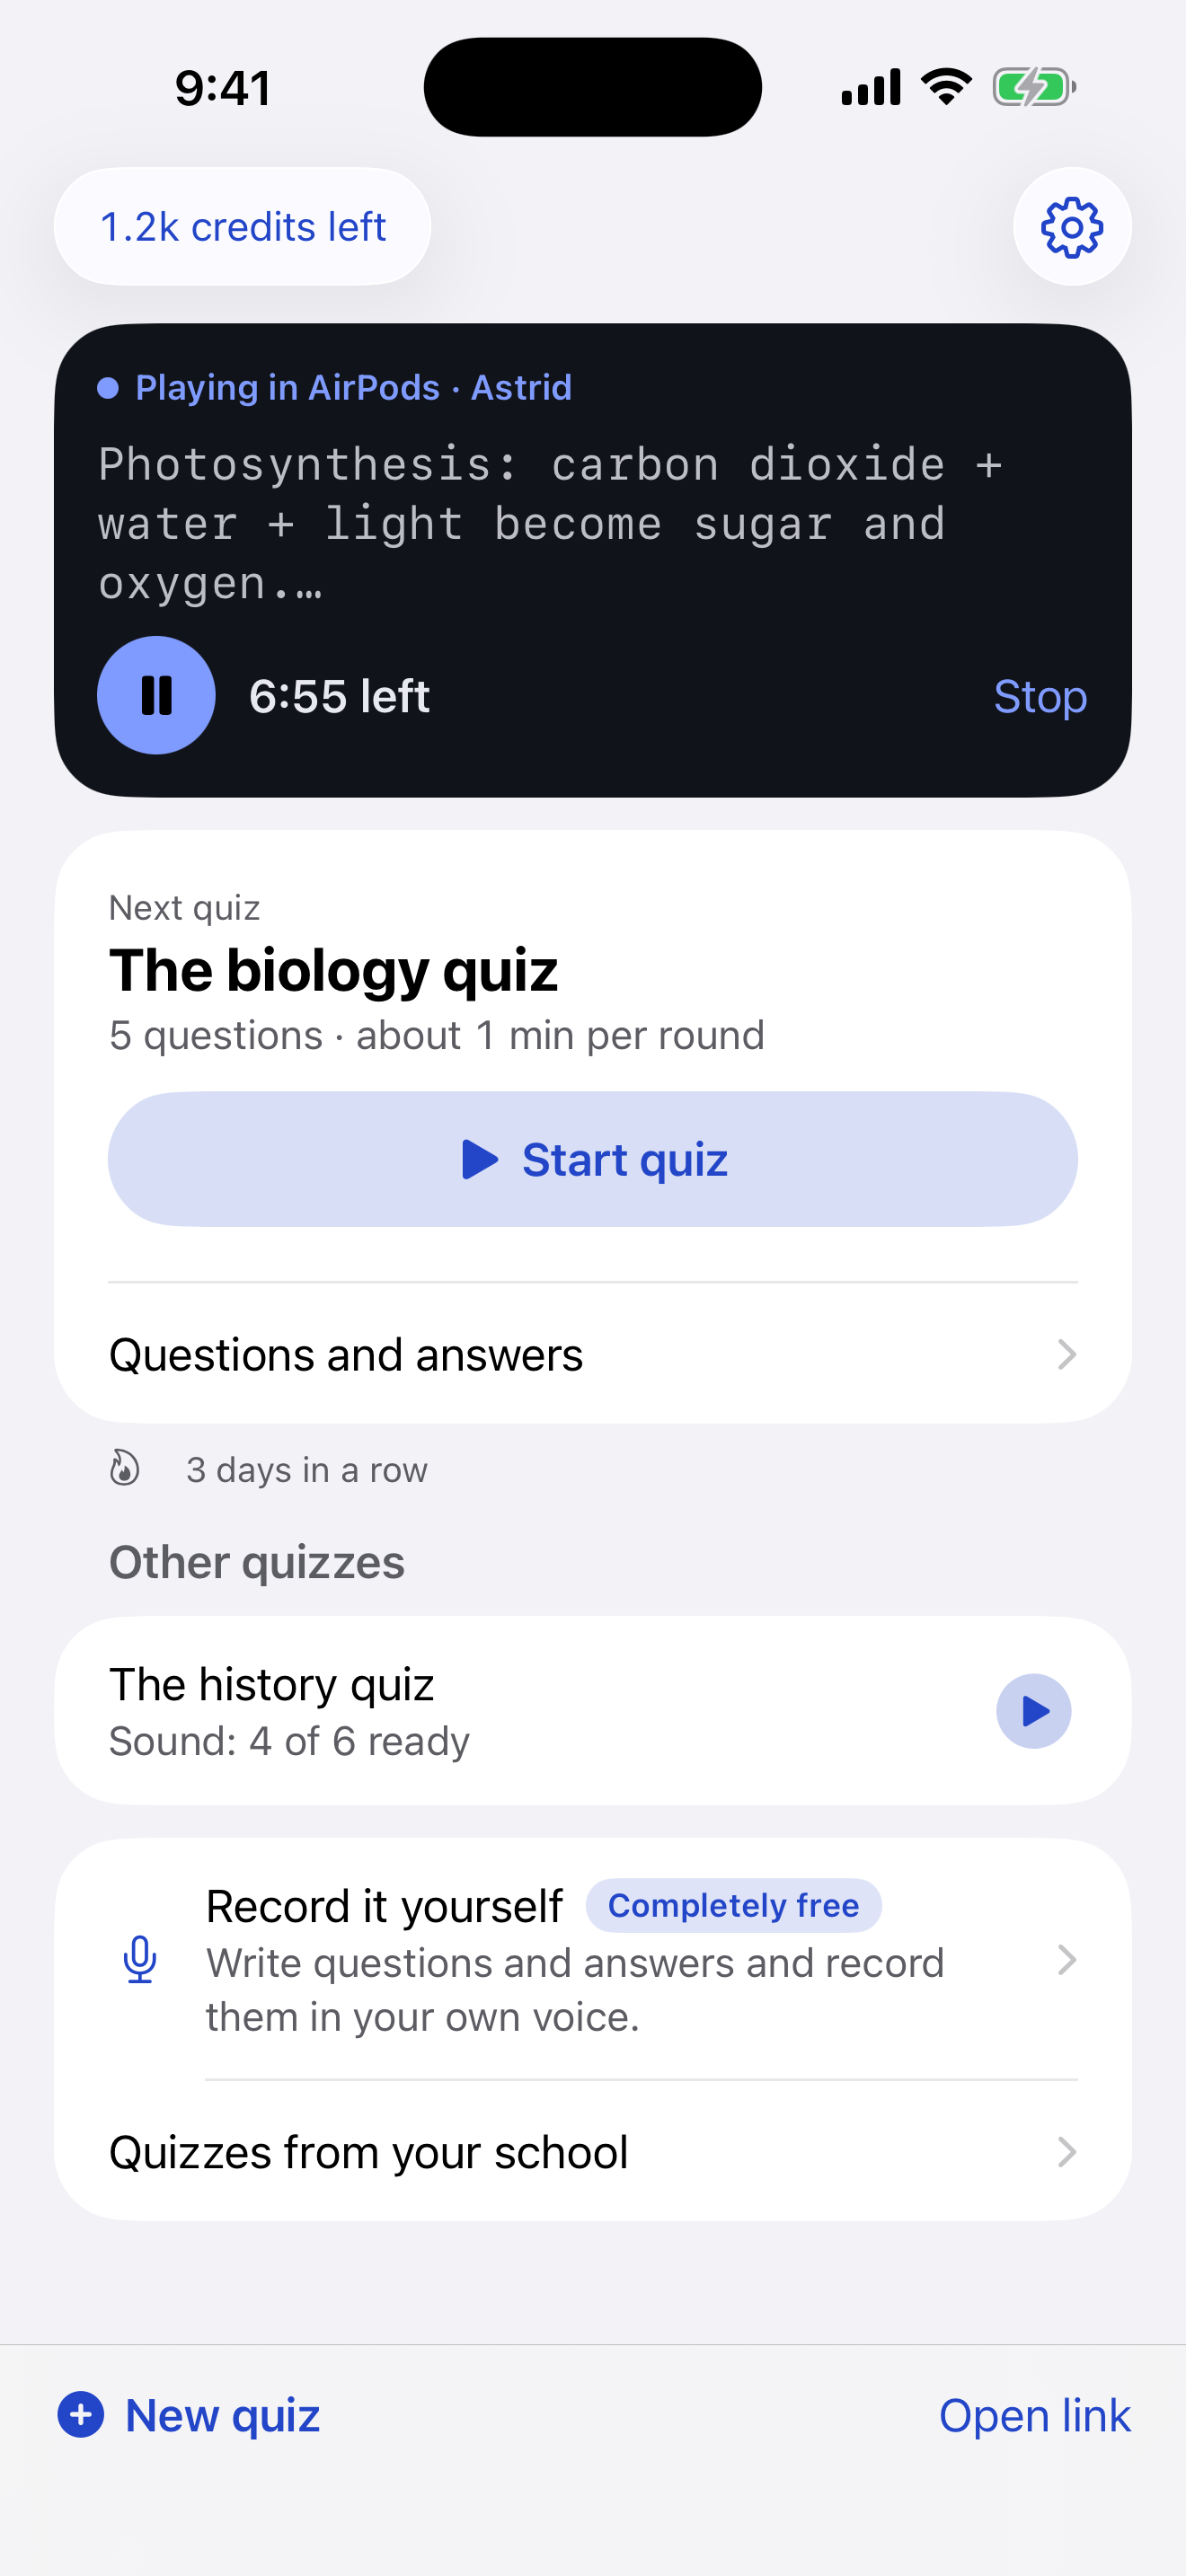 9:41
1.2k credits left
Playing in AirPods · Astrid
Photosynthesis: carbon dioxide +
water + light become sugar and
oxygen.…
6:55 left
Stop
Next quiz
The biology quiz
5 questions · about 1 min per round
Start quiz
Questions and answers
3 days in a row
Other quizzes
The history quiz
Sound: 4 of 6 ready
Record it yourself
Completely free
Write questions and answers and record
them in your own voice.
Quizzes from your school
New quiz
Open link